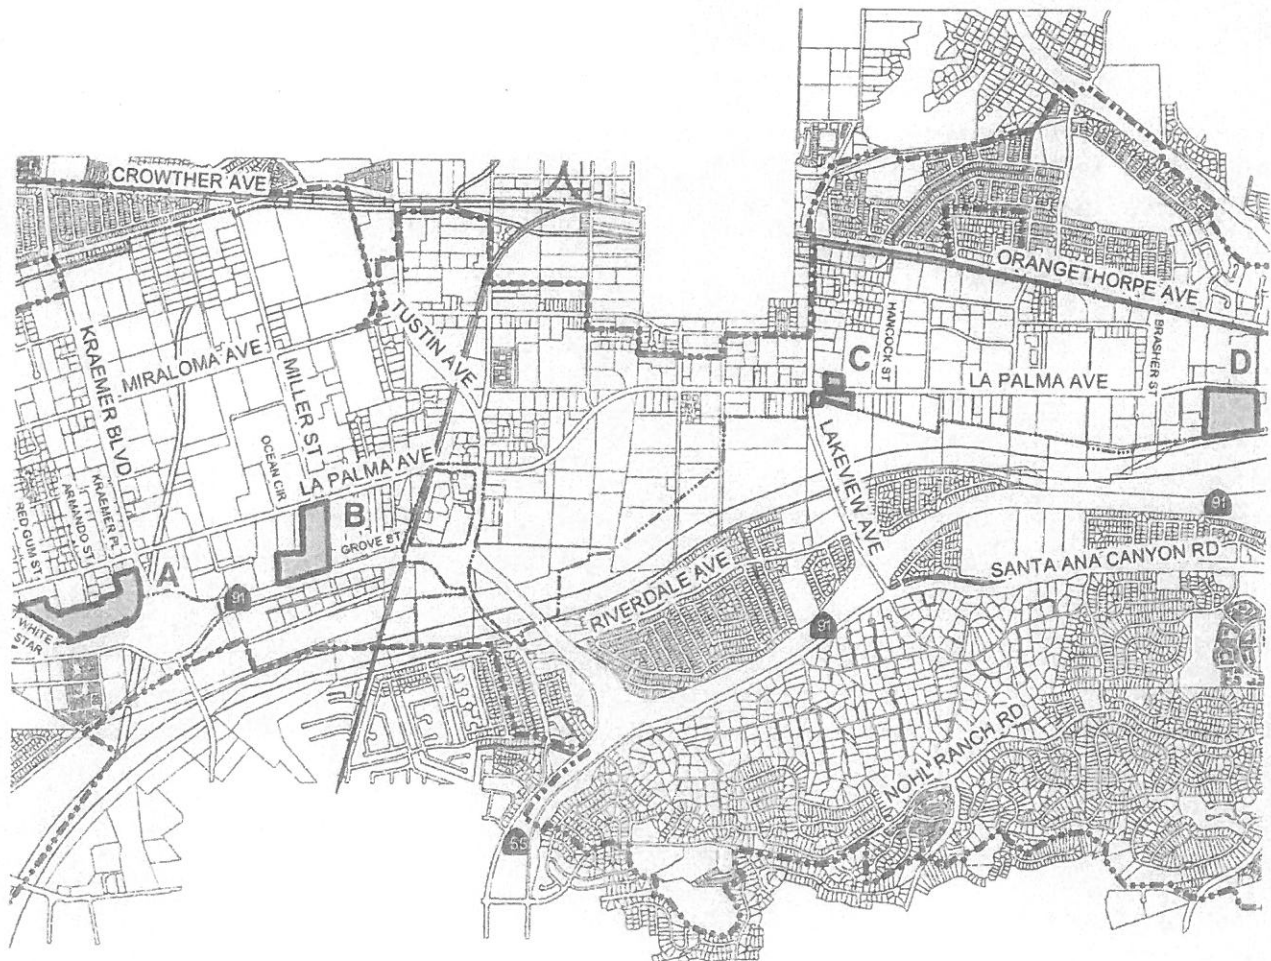 CROWTHER AVE
ORANGETHORPE AVE
KRAEMER BLVD
MIRALOMA AVE
MILLER ST
TUSTIN AVE
HANCOCK ST
C
LA PALMA AVE
BRASHER ST
D
RED GUM ST
ARMANDO ST
KRAEMER PL
OCEAN CIR
LA PALMA AVE
B
GROVE ST
LAKEVIEW AVE
91
A
91
WHITE
STAR
RIVERDALE AVE
91
SANTA ANA CANYON RD
NOHL RANCH RD
55